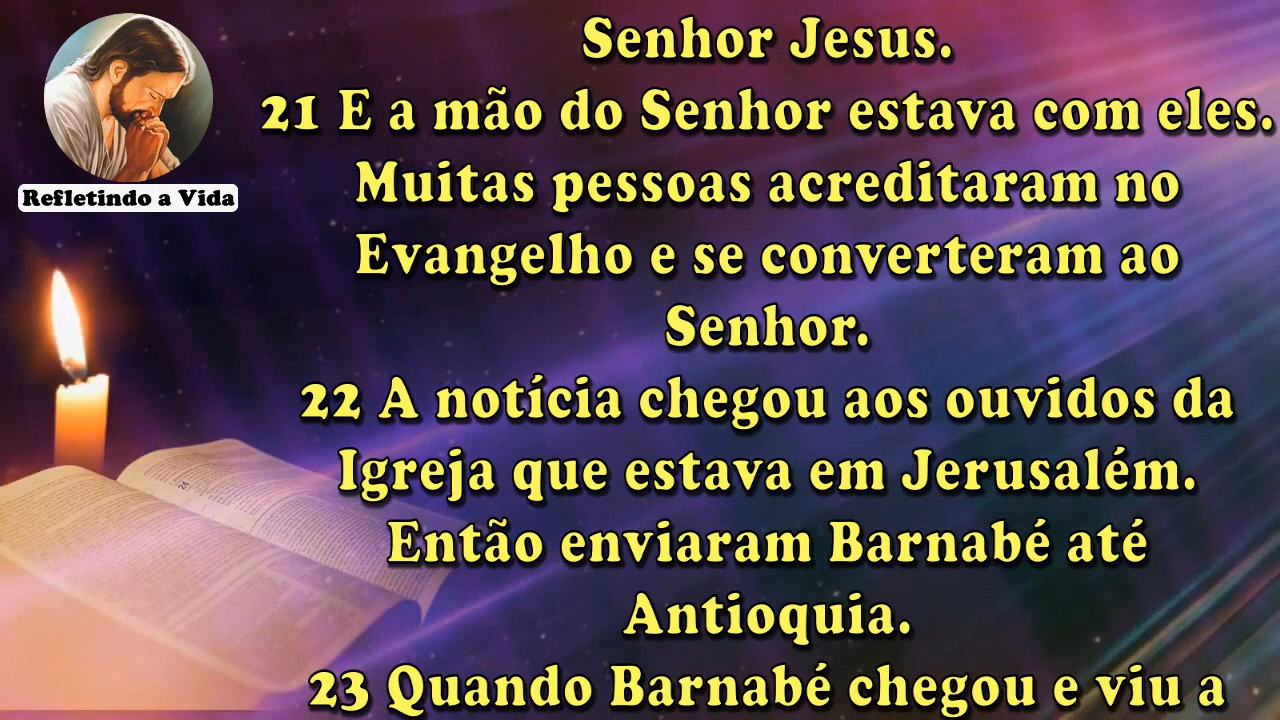 Refletindo a Vida
Senhor Jesus.
21 E a mão do Senhor estava com eles.
Muitas pessoas acreditaram no
Evangelho e se converteram ao
Senhor.
22 A notícia chegou aos ouvidos da
Igreja que estava em Jerusalém.
Então enviaram Barnabé até
Antioquia.
23 Quando Barnabé chegou e viu a